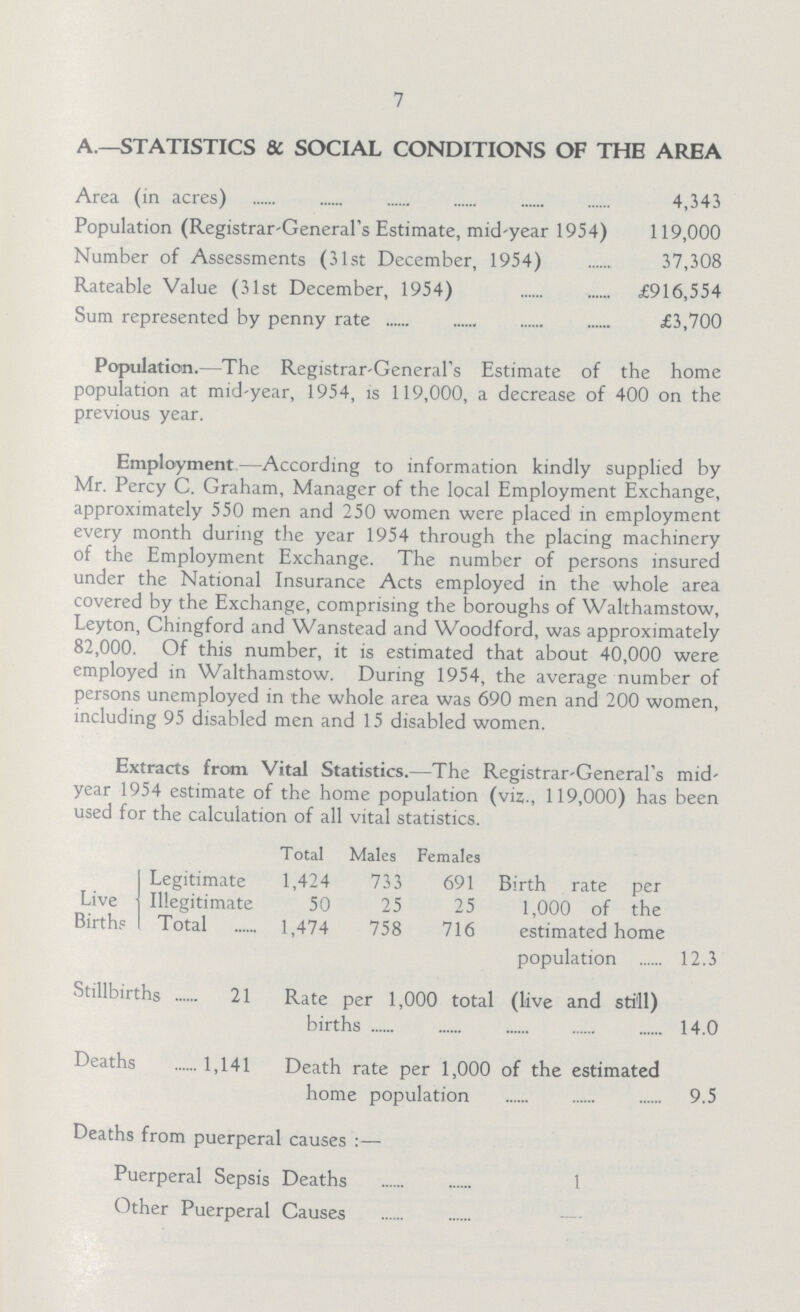 7
A.—STATISTICS & SOCIAL CONDITIONS OF THE AREA
Area (in acres) ...... ...... ...... ...... ...... ...... 4,343
Population (Registrar-General's Estimate, mid-year 1954) 119,000
Number of Assessments (31st December, 1954) ...... 37,308
Rateable Value (31st December, 1954) ...... ...... £916,554
Sum represented by penny rate ...... ...... ...... ...... £3,700
Population.—The Registrar-General's Estimate of the home
population at mid-year, 1954, is 119,000, a decrease of 400 on the
previous year.
Employment.—According to information kindly supplied by
Mr. Percy C. Graham, Manager of the local Employment Exchange,
approximately 550 men and 250 women were placed in employment
every month during the year 1954 through the placing machinery
of the Employment Exchange. The number of persons insured
under the National Insurance Acts employed in the whole area
covered by the Exchange, comprising the boroughs of Walthamstow,
Leyton, Chingford and Wanstead and Woodford, was approximately
82,000. Of this number, it is estimated that about 40,000 were
employed in Walthamstow. During 1954, the average number of
persons unemployed in the whole area was 690 men and 200 women,
including 95 disabled men and 15 disabled women.
Extracts from Vital Statistics.—The Registrar-General's mid-
year 1954 estimate of the home population (viz., 119,000) has been
used for the calculation of all vital statistics.
Total Males Females
Legitimate 1,424 733 691 Birth rate per
Live Illegitimate 50 25 25 1,000 of the
Births Total ...... 1,474 758 716 estimated home
population ...... 12.3
Stillbirths ...... 21 Rate per 1,000 total (live and still)
births ...... ...... ...... ...... ...... 14.0
Deaths ...... 1,141 Death rate per 1,000 of the estimated
home population ...... ...... ...... 9.5
Deaths from puerperal causes :—
Puerperal Sepsis Deaths ...... ...... 1
Other Puerperal Causes ...... ...... —